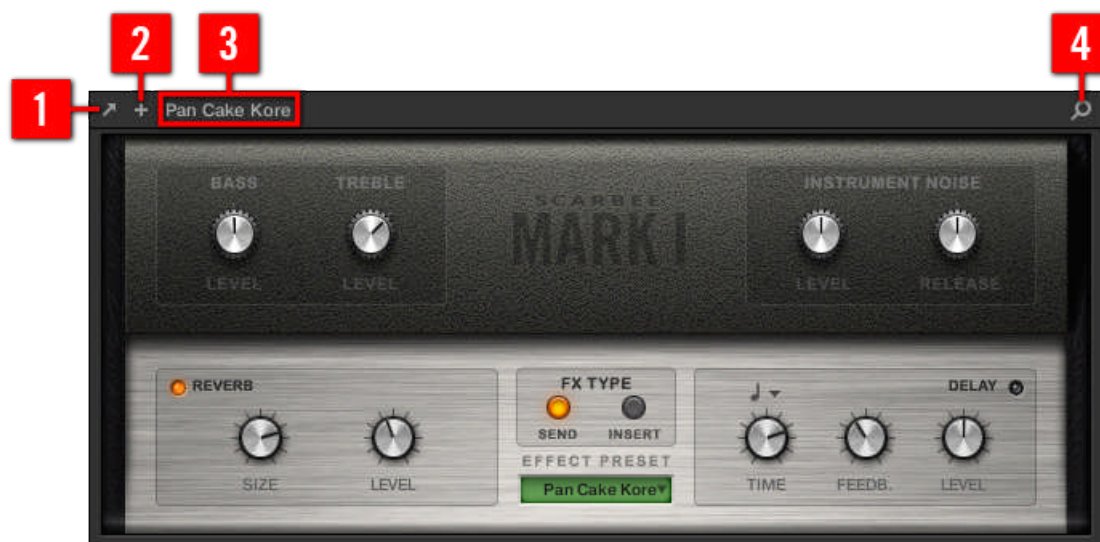 2 3 4
1 Pan Cake Kore
BASS TREBLE INSTRUMENT NOISE
SCARBEE
MARK I
LEVEL LEVEL LEVEL RELEASE
REVERB FX TYPE DELAY
SEND INSERT
EFFECT PRESET
SIZE LEVEL Pan Cake Kore TIME FEEDB. LEVEL